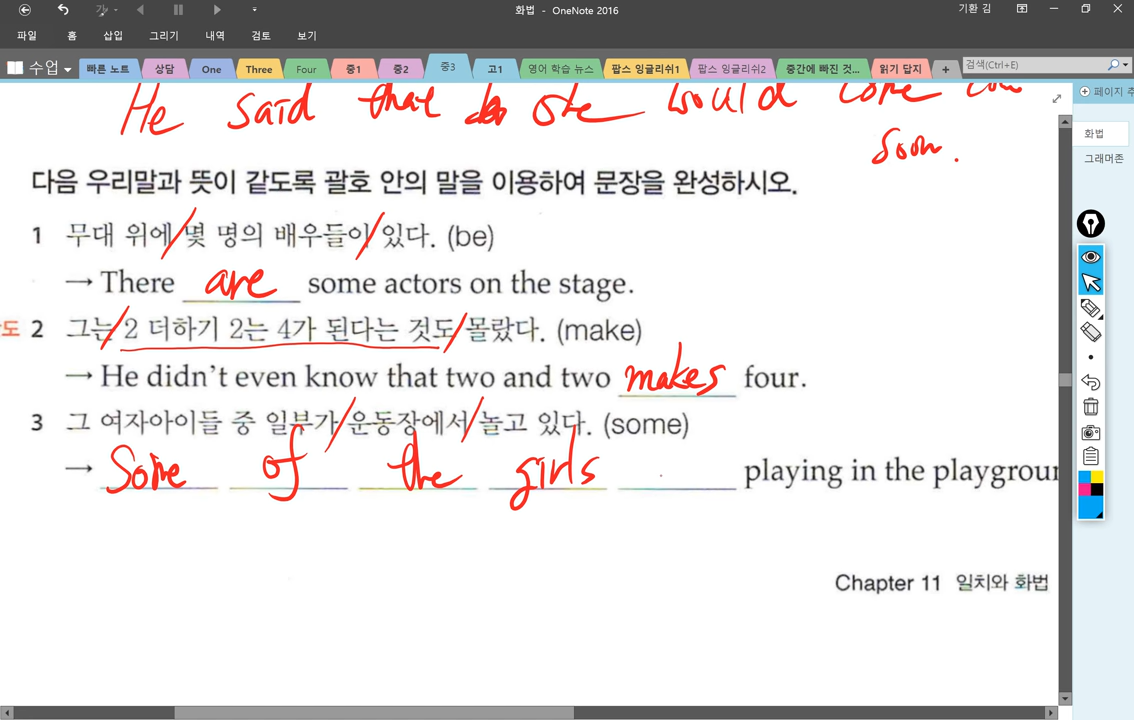 화법 - OneNote 2016
기환 김
파일 홈 삽입 그리기 내역 검토 보기
수업 빠른 노트 상담 One Three Four 중1 중2 중3 고1 영어 학습 뉴스 팝스 잉글리쉬1 팝스 잉글리쉬2 중간에 빠진 것... 읽기 답지 + 검색(Ctrl+E)
페이지 추
화법
그래머존
He said that she would come
soon.
다음 우리말과 뜻이 같도록 괄호 안의 말을 이용하여 문장을 완성하시오.
1 무대 위에/몇 명의 배우들이/있다. (be)
→ There are some actors on the stage.
도 2 그는/2 더하기 2는 4가 된다는 것도/몰랐다. (make)
→ He didn't even know that two and two makes four.
3 그 여자아이들 중 일부가/운동장에서/놀고 있다. (some)
→ Some of the girls ______ playing in the playgroun
Chapter 11 일치와 화법